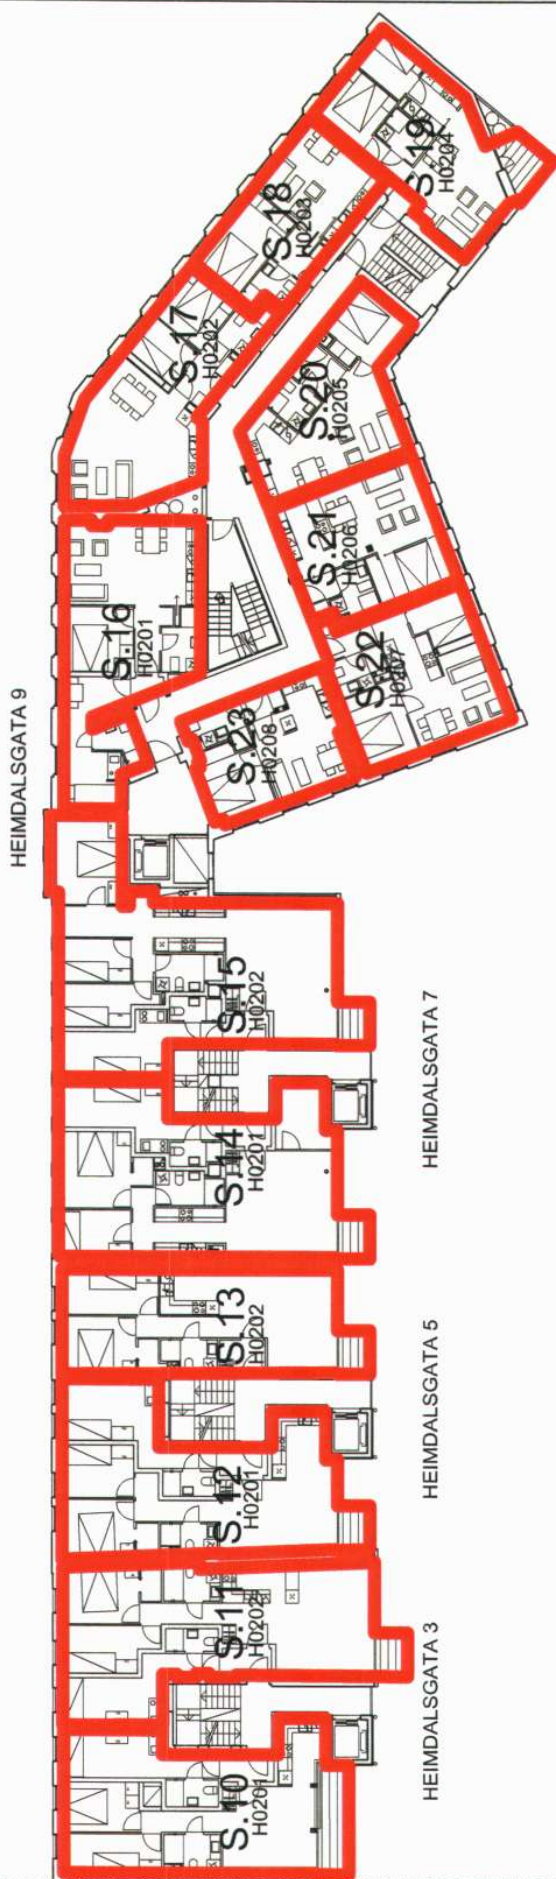 HEIMDALSGATA 9
S.19
H0204
S.18
H0203
S.17
H0202
S.20
H0205
S.21
H0206
S.16
H0201
S.22
H0207
S.23
H0208
S.15
H0202
HEIMDALSGATA 7
S.14
H0201
S.13
H0202
HEIMDALSGATA 5
S.12
H0201
S.11
H0202
HEIMDALSGATA 3
S.10
H0201